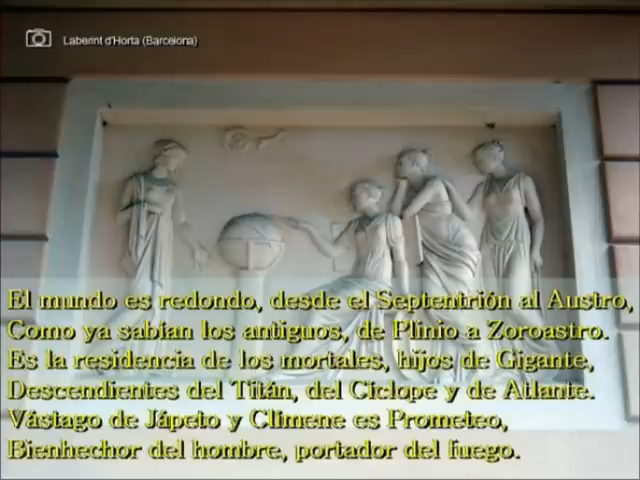 Laberint d'Horta (Barcelona)
El mundo es redondo, desde el Septentrión al Austro,
Como ya sabían los antiguos, de Plinio a Zoroastro.
Es la residencia de los mortales, hijos de Gigante,
Descendientes del Titán, del Cíclope y de Atlante.
Vástago de Jápeto y Clímene es Prometeo,
Bienhechor del hombre, portador del fuego.